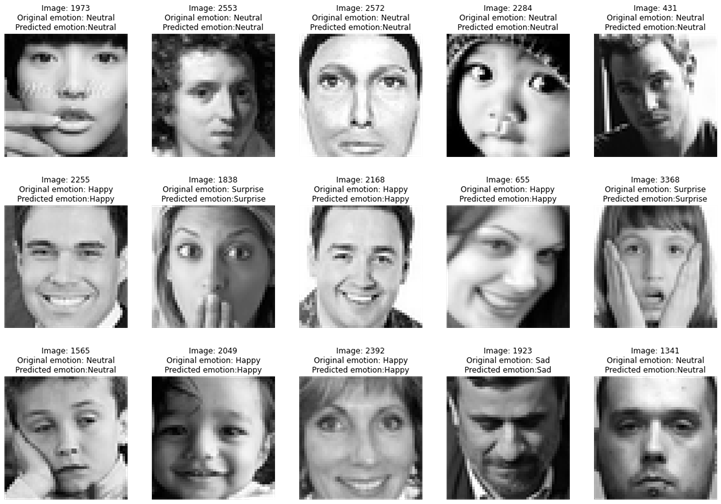 Image: 1973
Original emotion: Neutral
Predicted emotion:Neutral
Image: 2553
Original emotion: Neutral
Predicted emotion:Neutral
Image: 2572
Original emotion: Neutral
Predicted emotion:Neutral
Image: 2284
Original emotion: Neutral
Predicted emotion:Neutral
Image: 431
Original emotion: Neutral
Predicted emotion:Neutral
Image: 2255
Original emotion: Happy
Predicted emotion:Happy
Image: 1838
Original emotion: Surprise
Predicted emotion:Surprise
Image: 2168
Original emotion: Happy
Predicted emotion:Happy
Image: 655
Original emotion: Happy
Predicted emotion:Happy
Image: 3368
Original emotion: Surprise
Predicted emotion:Surprise
Image: 1565
Original emotion: Neutral
Predicted emotion:Neutral
Image: 2049
Original emotion: Happy
Predicted emotion:Happy
Image: 2392
Original emotion: Happy
Predicted emotion:Happy
Image: 1923
Original emotion: Sad
Predicted emotion:Sad
Image: 1341
Original emotion: Neutral
Predicted emotion:Neutral